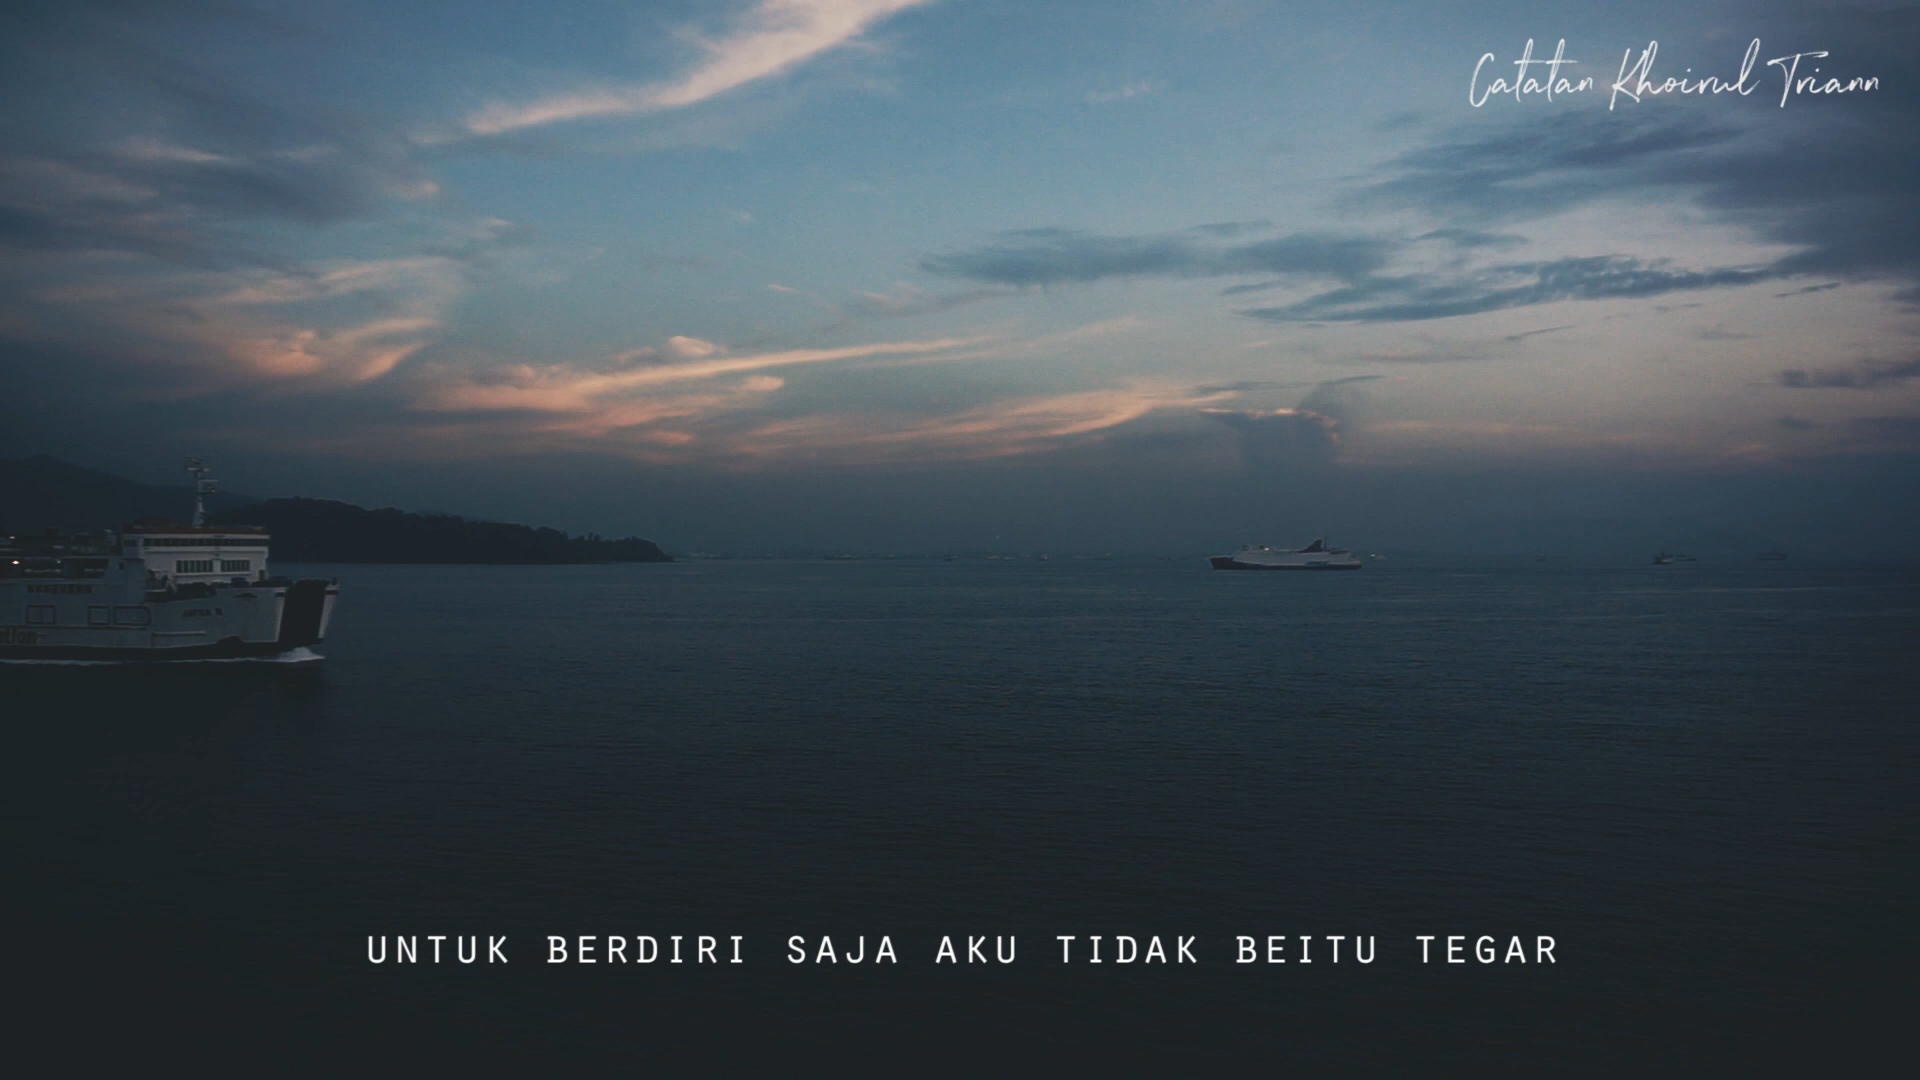 Catatan Khoirul Triann
UNTUK BERDIRI SAJA AKU TIDAK BEITU TEGAR